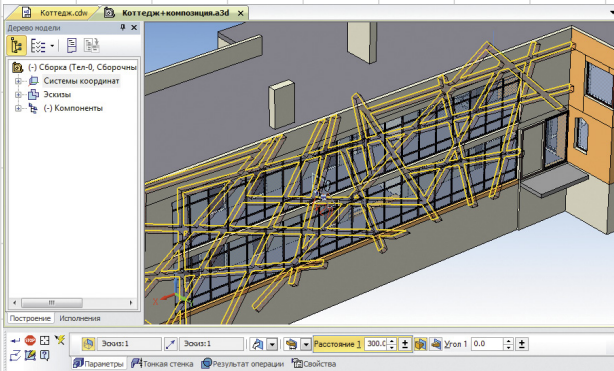 Коттедж.cdw
Коттедж+композиция.a3d
Дерево модели
(-) Сборка (Тел-0, Сборочны
Системы координат
Эскизы
(-) Компоненты
Построение
Исполнения
Эскиз:1
Эскиз:1
Расстояние 1
300.0
Угол 1
0.0
Параметры
Тонкая стенка
Результат операции
Свойства